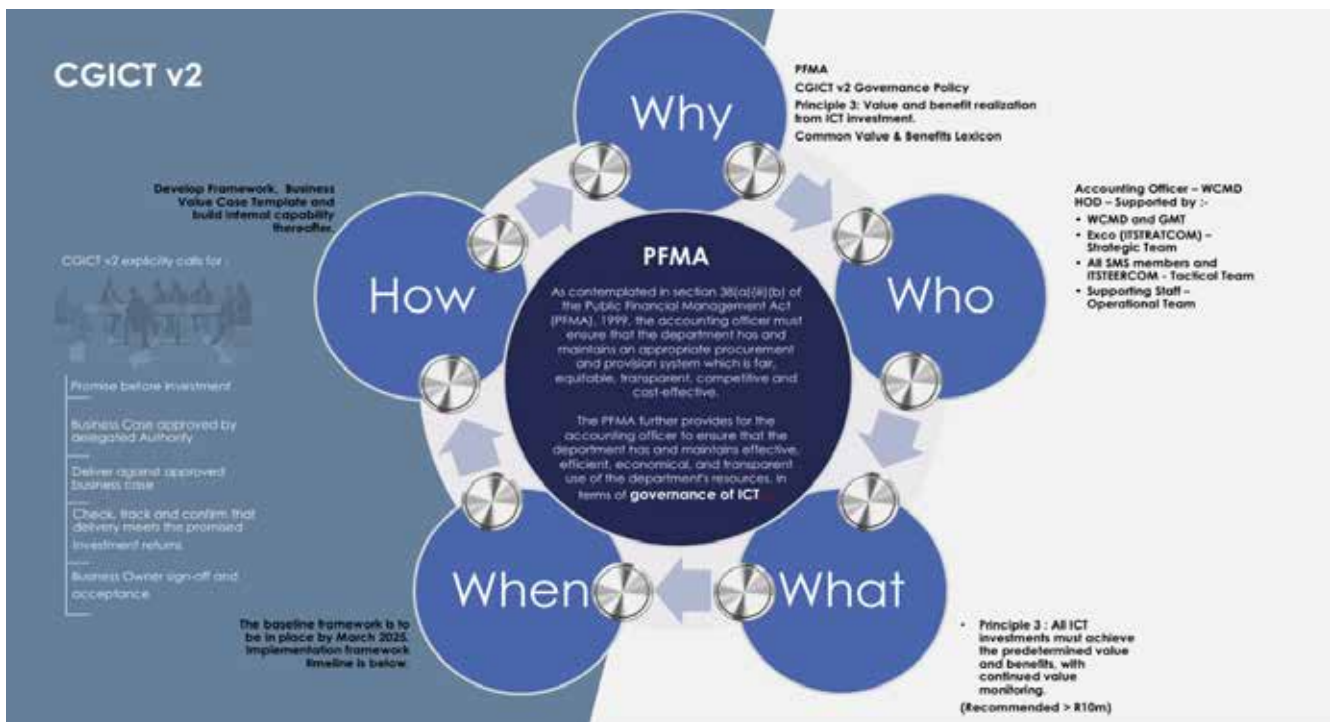 CGICT v2
Why
PFMA
CGICT v2 Governance Policy
Principle 3: Value and benefit realization
from ICT investment.
Common Value & Benefits Lexicon
Who
Accounting Officer – WCMD
HOD – Supported by :-
• WCMD and GMT
• Exco (ITSTRATCOM) –
Strategic Team
• All SMS members and
ITSTEERCOM - Tactical Team
• Supporting Staff –
Operational Team
What
• Principle 3 : All ICT
investments must achieve
the predetermined value
and benefits, with
continued value
monitoring.
(Recommended > R10m)
When
The baseline framework is to
be in place by March 2025.
Implementation framework
timeline is below.
How
Develop Framework, Business
Value Case Template and
build internal capability
thereafter.
CGICT v2 explicitly calls for :
Promise before investment
Business Case approved by
delegated Authority
Deliver against approved
business case
Check, track and confirm that
delivery meets the promised
investment returns
Business Owner sign-off and
acceptance
PFMA
As contemplated in section 38(a)(iii)(b) of
the Public Financial Management Act
(PFMA), 1999, the accounting officer must
ensure that the department has and
maintains an appropriate procurement
and provision system which is fair,
equitable, transparent, competitive and
cost-effective.
The PFMA further provides for the
accounting officer to ensure that the
department has and maintains effective,
efficient, economical, and transparent
use of the department's resources. In
terms of governance of ICT